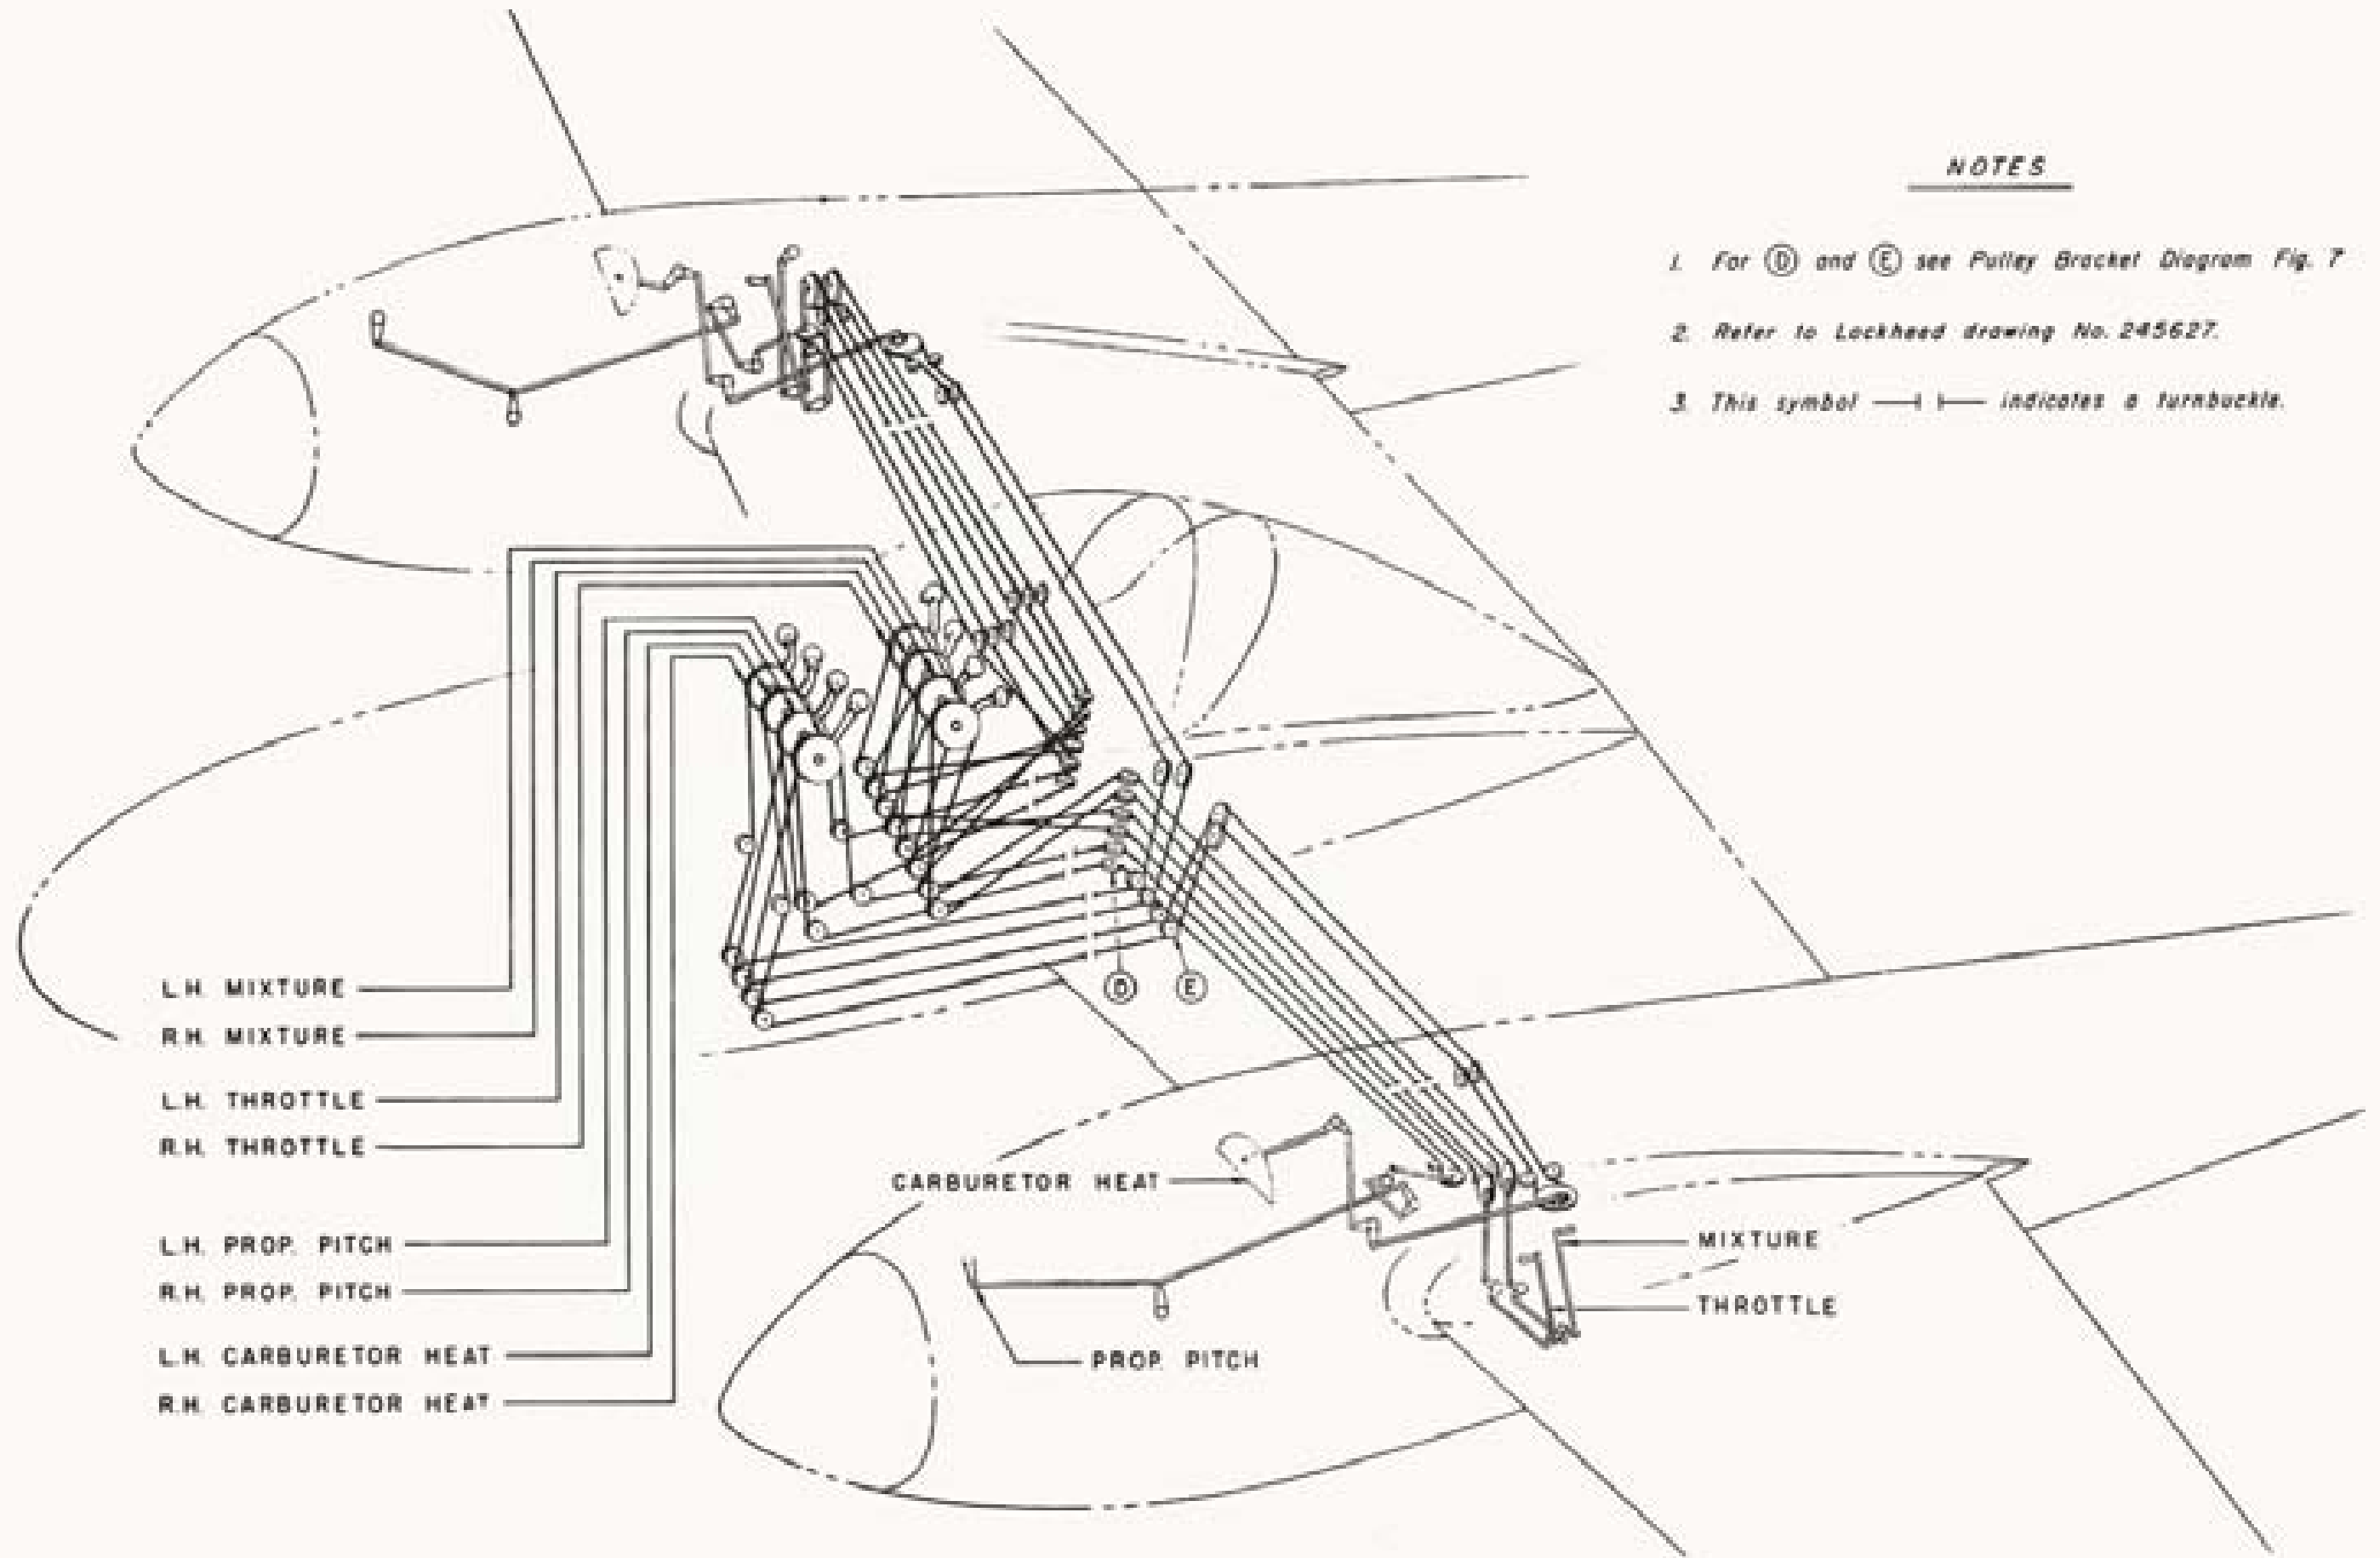 NOTES
1. For D and E see Pulley Bracket Diagram Fig. 7
2. Refer to Lockheed drawing No. 245627.
3. This symbol indicates a turnbuckle.
D E
L.H. MIXTURE
R.H. MIXTURE
L.H. THROTTLE
R.H. THROTTLE
L.H. PROP. PITCH
R.H. PROP. PITCH
L.H. CARBURETOR HEAT
R.H. CARBURETOR HEAT
CARBURETOR HEAT
MIXTURE
THROTTLE
PROP. PITCH